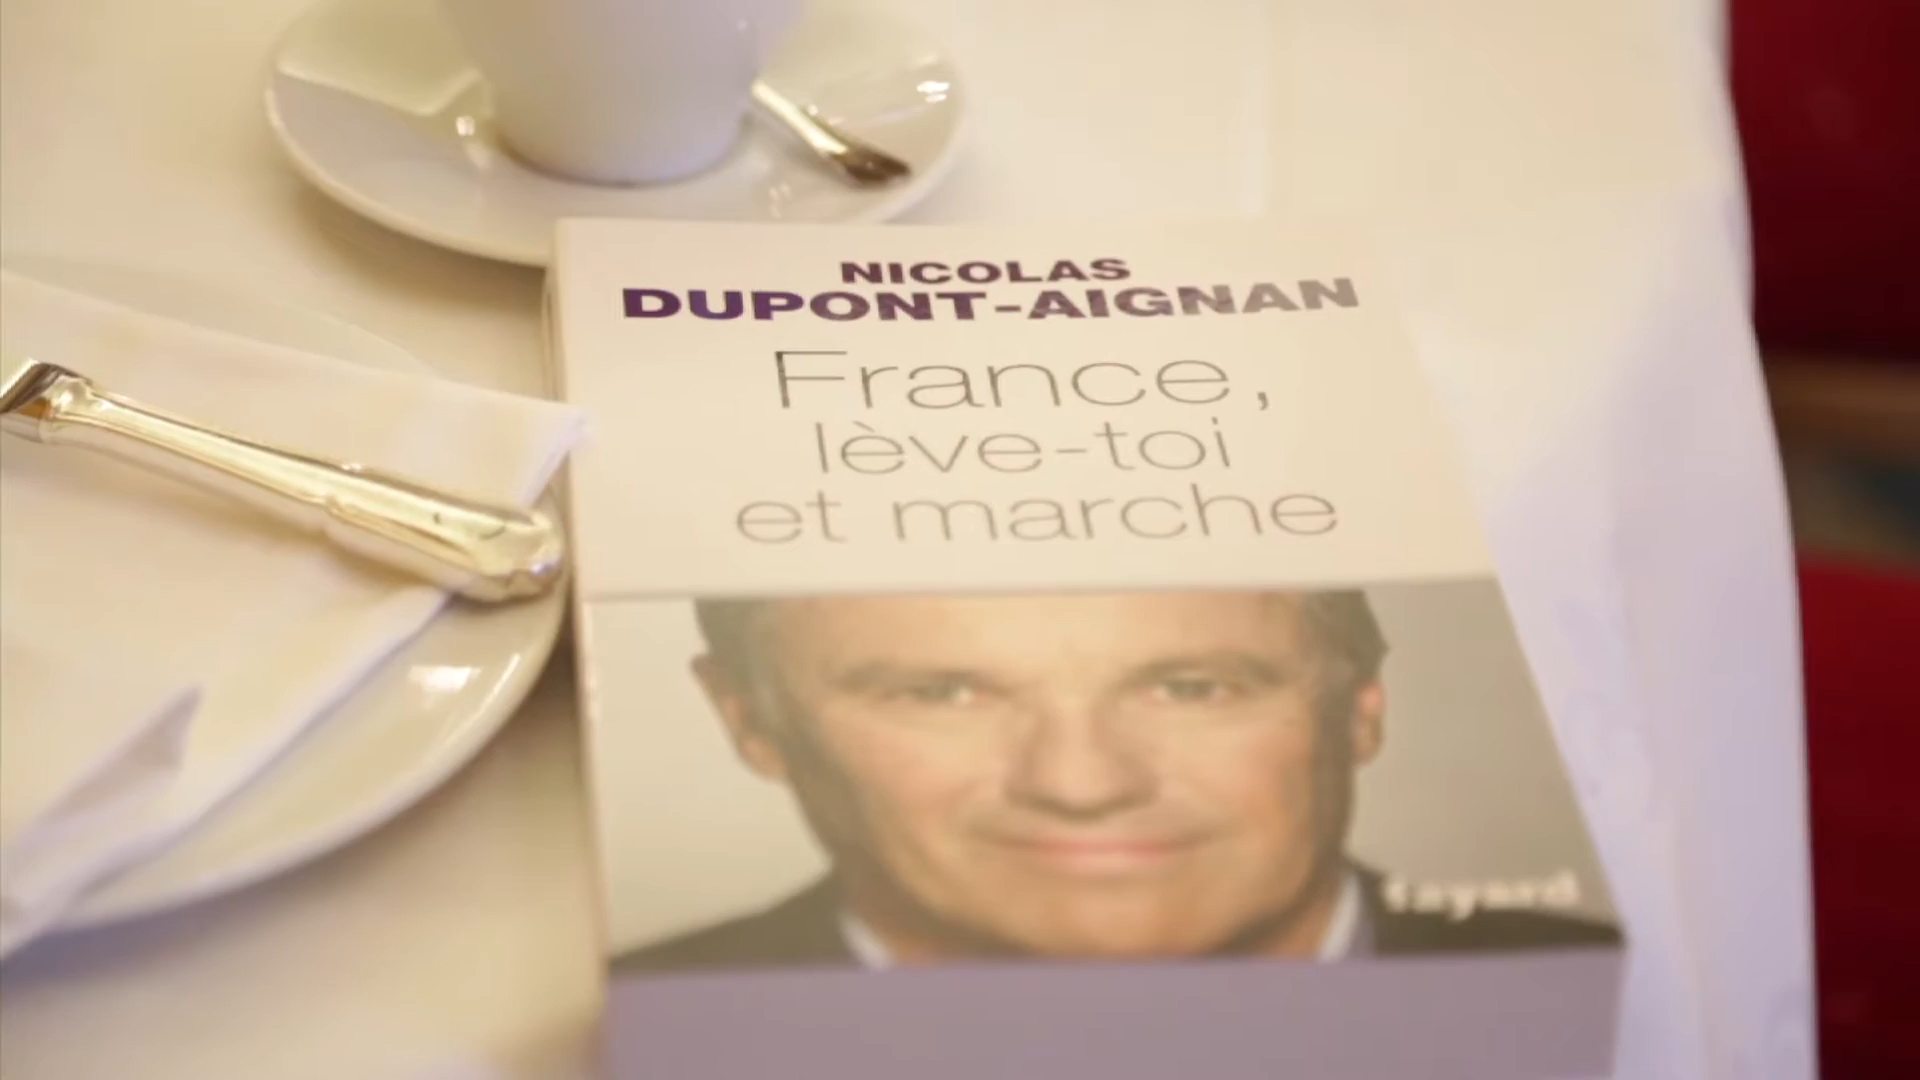 NICOLAS
DUPONT-AIGNAN
France,
lève-toi
et marche
fayard